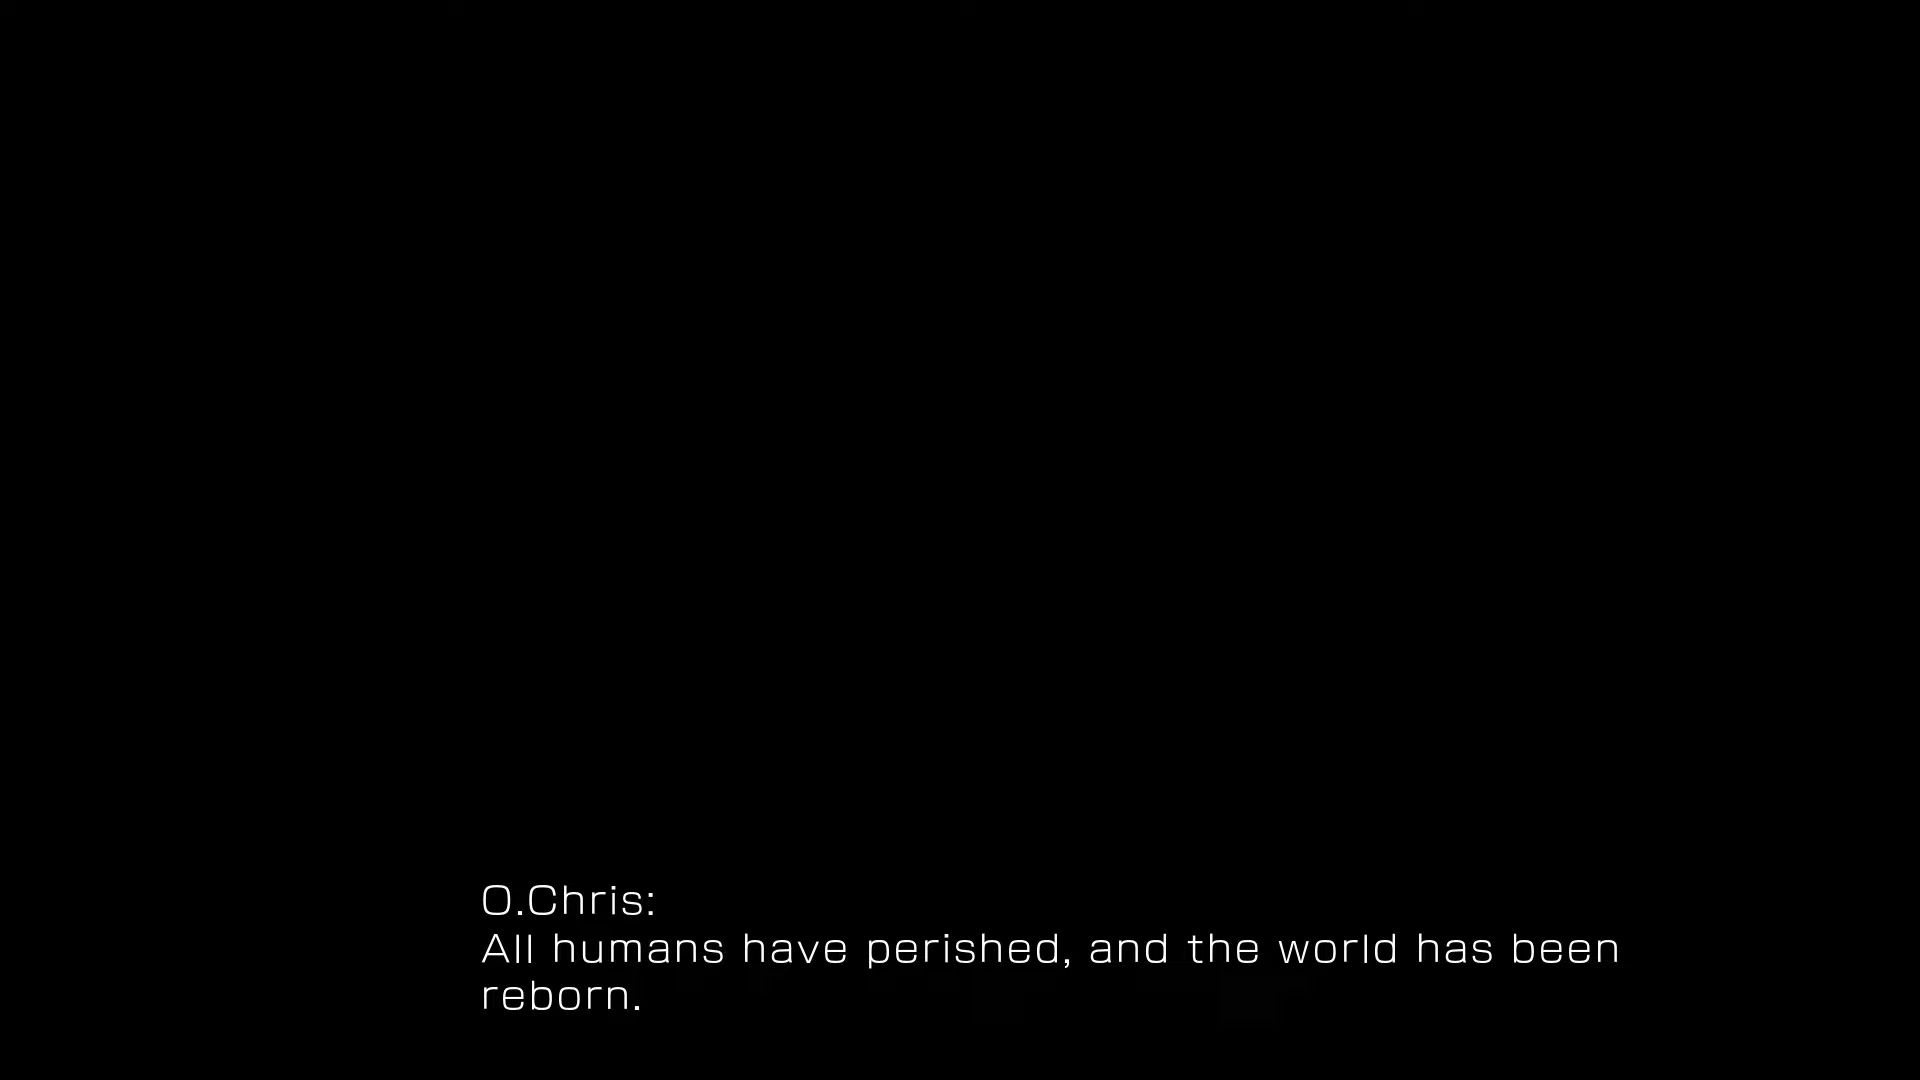 O.Chris:
All humans have perished, and the world has been
reborn.